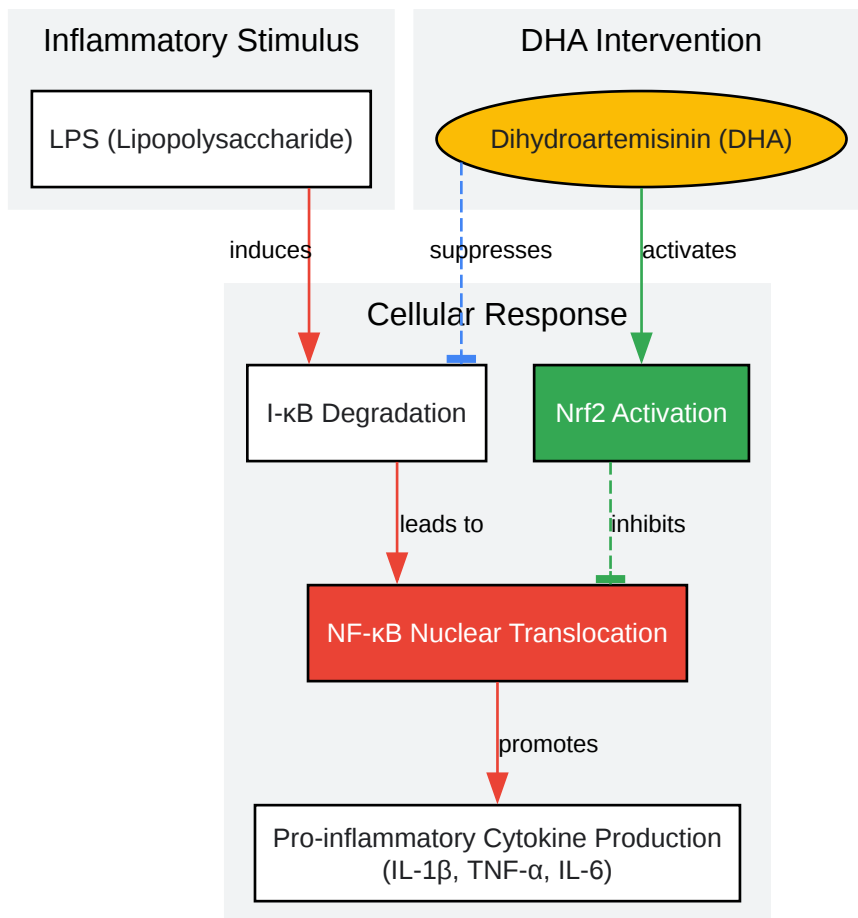 Inflammatory Stimulus
DHA Intervention
LPS (Lipopolysaccharide)
Dihydroartemisinin (DHA)
induces
suppresses
activates
Cellular Response
I-κB Degradation
Nrf2 Activation
leads to
inhibits
NF-κB Nuclear Translocation
promotes
Pro-inflammatory Cytokine Production
(IL-1β, TNF-α, IL-6)